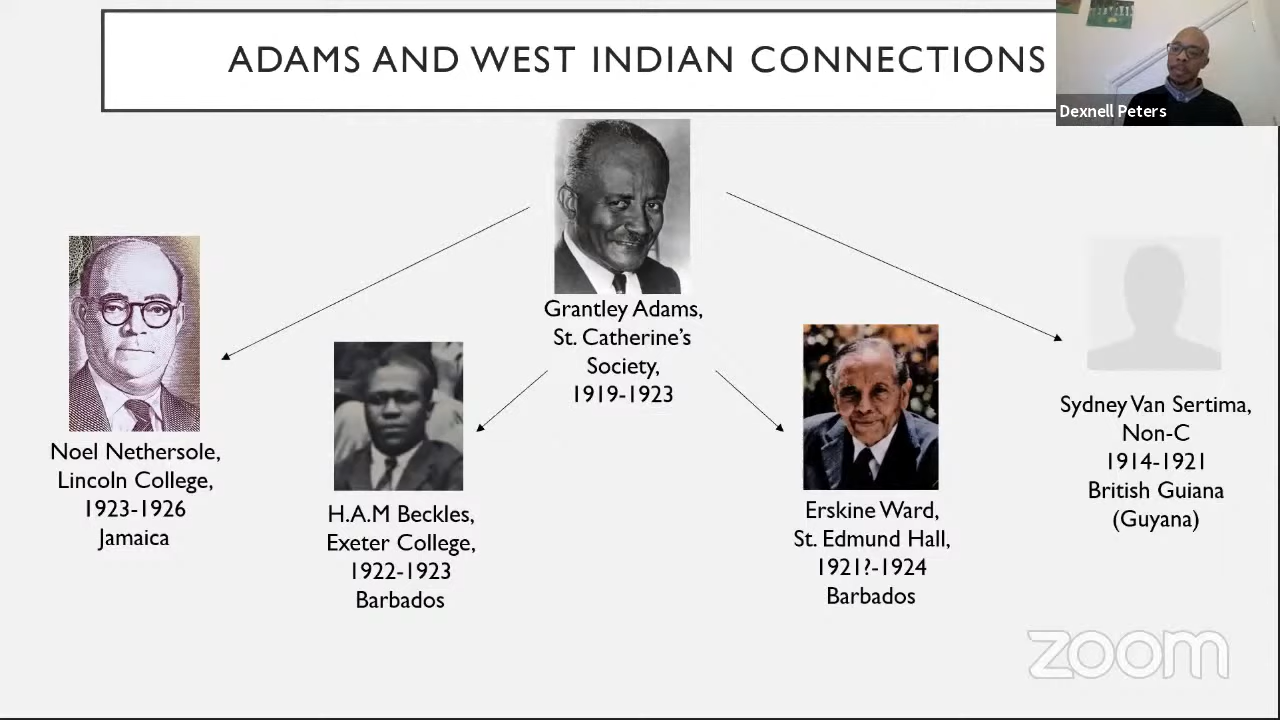 ADAMS AND WEST INDIAN CONNECTIONS
Dexnell Peters
Grantley Adams,
St. Catherine's
Society,
1919-1923
Noel Nethersole,
Lincoln College,
1923-1926
Jamaica
H.A.M Beckles,
Exeter College,
1922-1923
Barbados
Erskine Ward,
St. Edmund Hall,
1921?-1924
Barbados
Sydney Van Sertima,
Non-C
1914-1921
British Guiana
(Guyana)
zoom